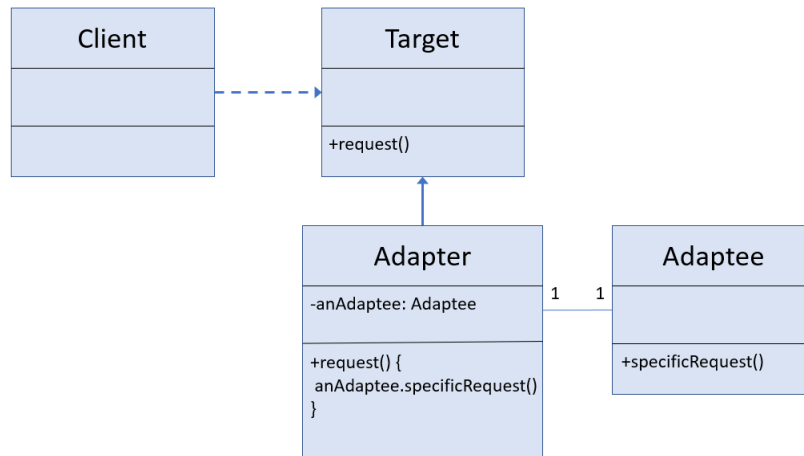 Client
Target
+request()
Adapter
-anAdaptee: Adaptee
+request() {
anAdaptee.specificRequest()
}
1
1
Adaptee
+specificRequest()